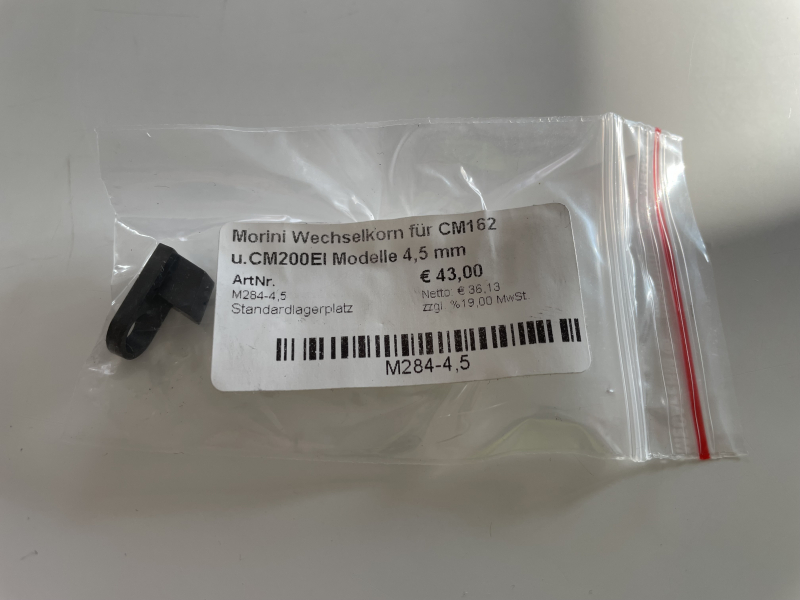 Morini Wechselkorn für CM162
u.CM200EI Modelle 4,5 mm
ArtNr.
€ 43,00
M284-4,5
Netto: € 36,13
Standardlagerplatz
zzgl. %19,00 MwSt.
M284-4,5